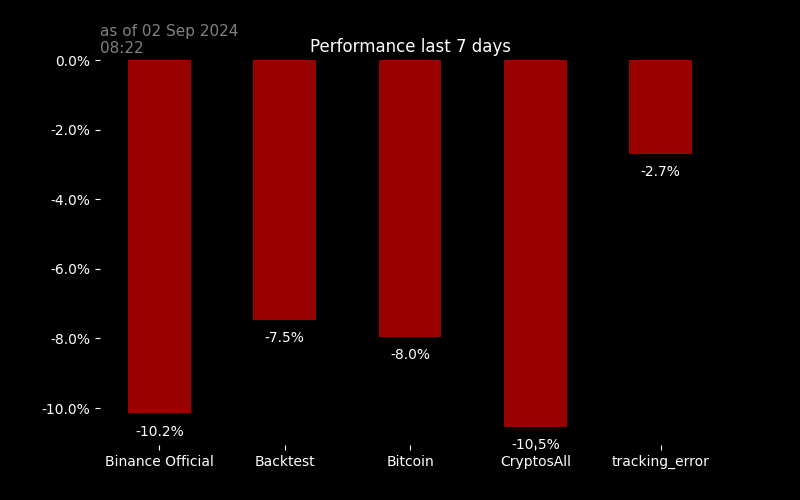 as of 02 Sep 2024
08:22
Performance last 7 days
0.0%
-2.0%
-4.0%
-6.0%
-8.0%
-10.0%
-10.2%
-7.5%
-8.0%
-10.5%
-2.7%
Binance Official
Backtest
Bitcoin
CryptosAll
tracking_error